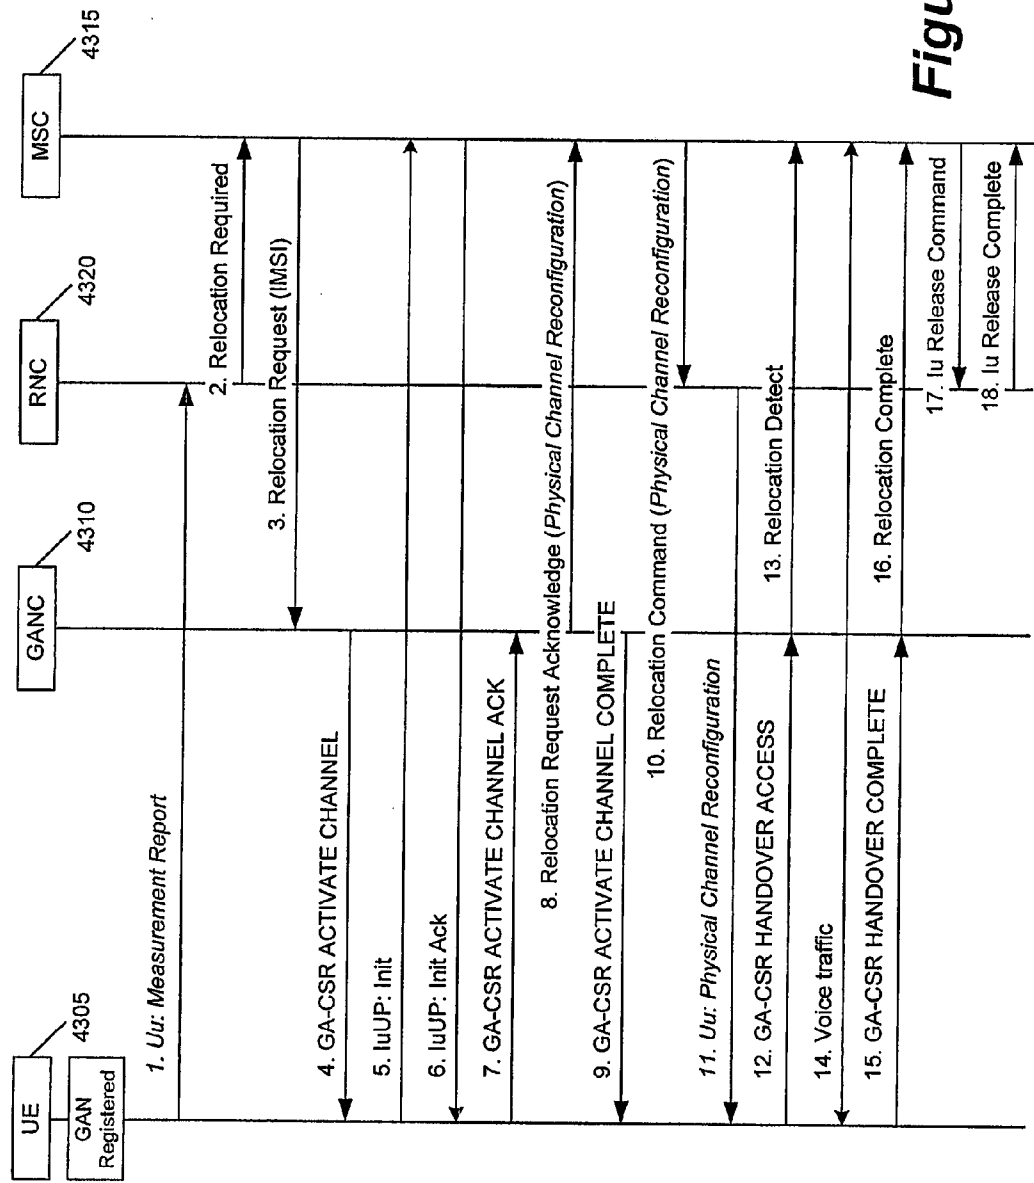 UE
4305
GAN
Registered
GANC
4310
RNC
4320
MSC
4315
1. Uu: Measurement Report
2. Relocation Required
3. Relocation Request (IMSI)
4. GA-CSR ACTIVATE CHANNEL
5. IuUP: Init
6. IuUP: Init Ack
7. GA-CSR ACTIVATE CHANNEL ACK
8. Relocation Request Acknowledge (Physical Channel Reconfiguration)
9. GA-CSR ACTIVATE CHANNEL COMPLETE
10. Relocation Command (Physical Channel Reconfiguration)
11. Uu: Physical Channel Reconfiguration
12. GA-CSR HANDOVER ACCESS
13. Relocation Detect
14. Voice traffic
15. GA-CSR HANDOVER COMPLETE
16. Relocation Complete
17. Iu Release Command
18. Iu Release Complete